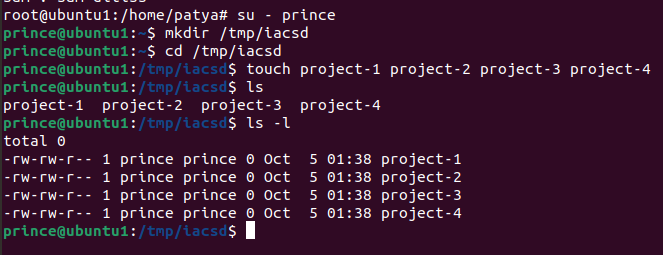 root@ubuntu1:/home/patya# su - prince
prince@ubuntu1:~$ mkdir /tmp/iacsd
prince@ubuntu1:~$ cd /tmp/iacsd
prince@ubuntu1:/tmp/iacsd$ touch project-1 project-2 project-3 project-4
prince@ubuntu1:/tmp/iacsd$ ls
project-1  project-2  project-3  project-4
prince@ubuntu1:/tmp/iacsd$ ls -l
total 0
-rw-rw-r-- 1 prince prince 0 Oct  5 01:38 project-1
-rw-rw-r-- 1 prince prince 0 Oct  5 01:38 project-2
-rw-rw-r-- 1 prince prince 0 Oct  5 01:38 project-3
-rw-rw-r-- 1 prince prince 0 Oct  5 01:38 project-4
prince@ubuntu1:/tmp/iacsd$